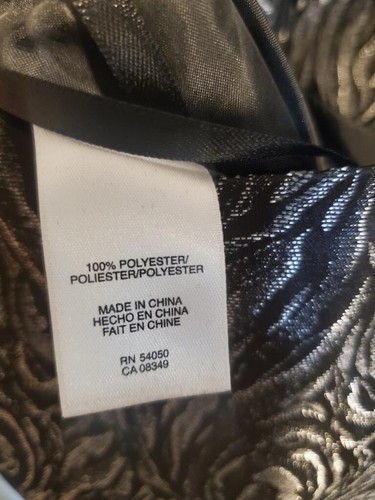 100% POLYESTER/
POLIESTER/POLYESTER
MADE IN CHINA
HECHO EN CHINA
FAIT EN CHINE
RN 54050
CA 08349